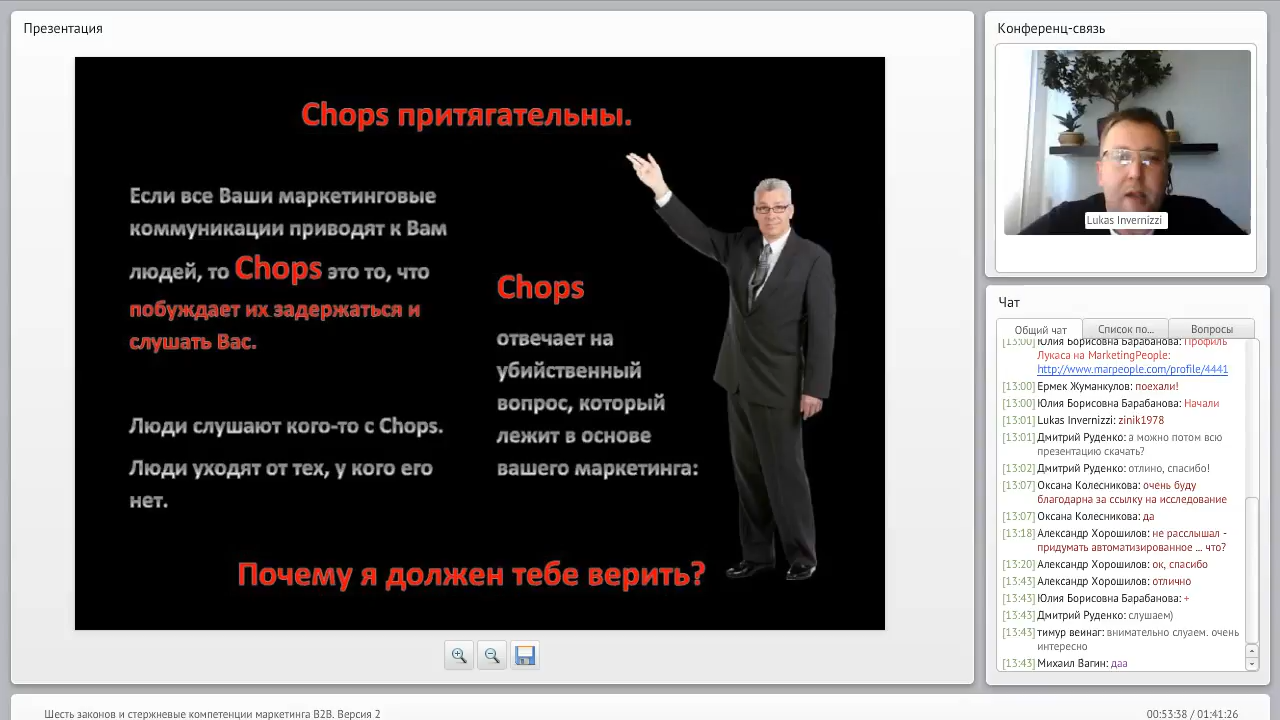 Презентация
Chops притягательны.
Если все Ваши маркетинговые
коммуникации приводят к Вам
людей, то Chops это то, что
побуждает их задержаться и
слушать Вас.
Люди слушают кого-то с Chops.
Люди уходят от тех, у кого его
нет.
Chops
отвечает на
убийственный
вопрос, который
лежит в основе
вашего маркетинга:
Почему я должен тебе верить?
Конференц-связь
Lukas Invernizzi
Чат
Общий чат
Список по...
Вопросы
[13:00] Юлия Борисовна Барабанова: Профиль
Лукаса на MarketingPeople:
http://www.marpeople.com/profile/4441
[13:00] Ермек Жуманкулов: поехали!
[13:00] Юлия Борисовна Барабанова: Начали
[13:01] Lukas Invernizzi: zinik1978
[13:01] Дмитрий Руденко: а можно потом всю
презентацию скачать?
[13:02] Дмитрий Руденко: отлино, спасибо!
[13:07] Оксана Колесникова: очень буду
благодарна за ссылку на исследование
[13:07] Оксана Колесникова: да
[13:18] Александр Хорошилов: не расслышал -
придумать автоматизированное ... что?
[13:20] Александр Хорошилов: ок, спасибо
[13:43] Александр Хорошилов: отлично
[13:43] Юлия Борисовна Барабанова: +
[13:43] Дмитрий Руденко: слушаем)
[13:43] тимур веинаг: внимательно слуаем. очень
интересно
[13:43] Михаил Вагин: даа
Шесть законов и стержневые компетенции маркетинга B2B. Версия 2
00:53:38 / 01:41:26